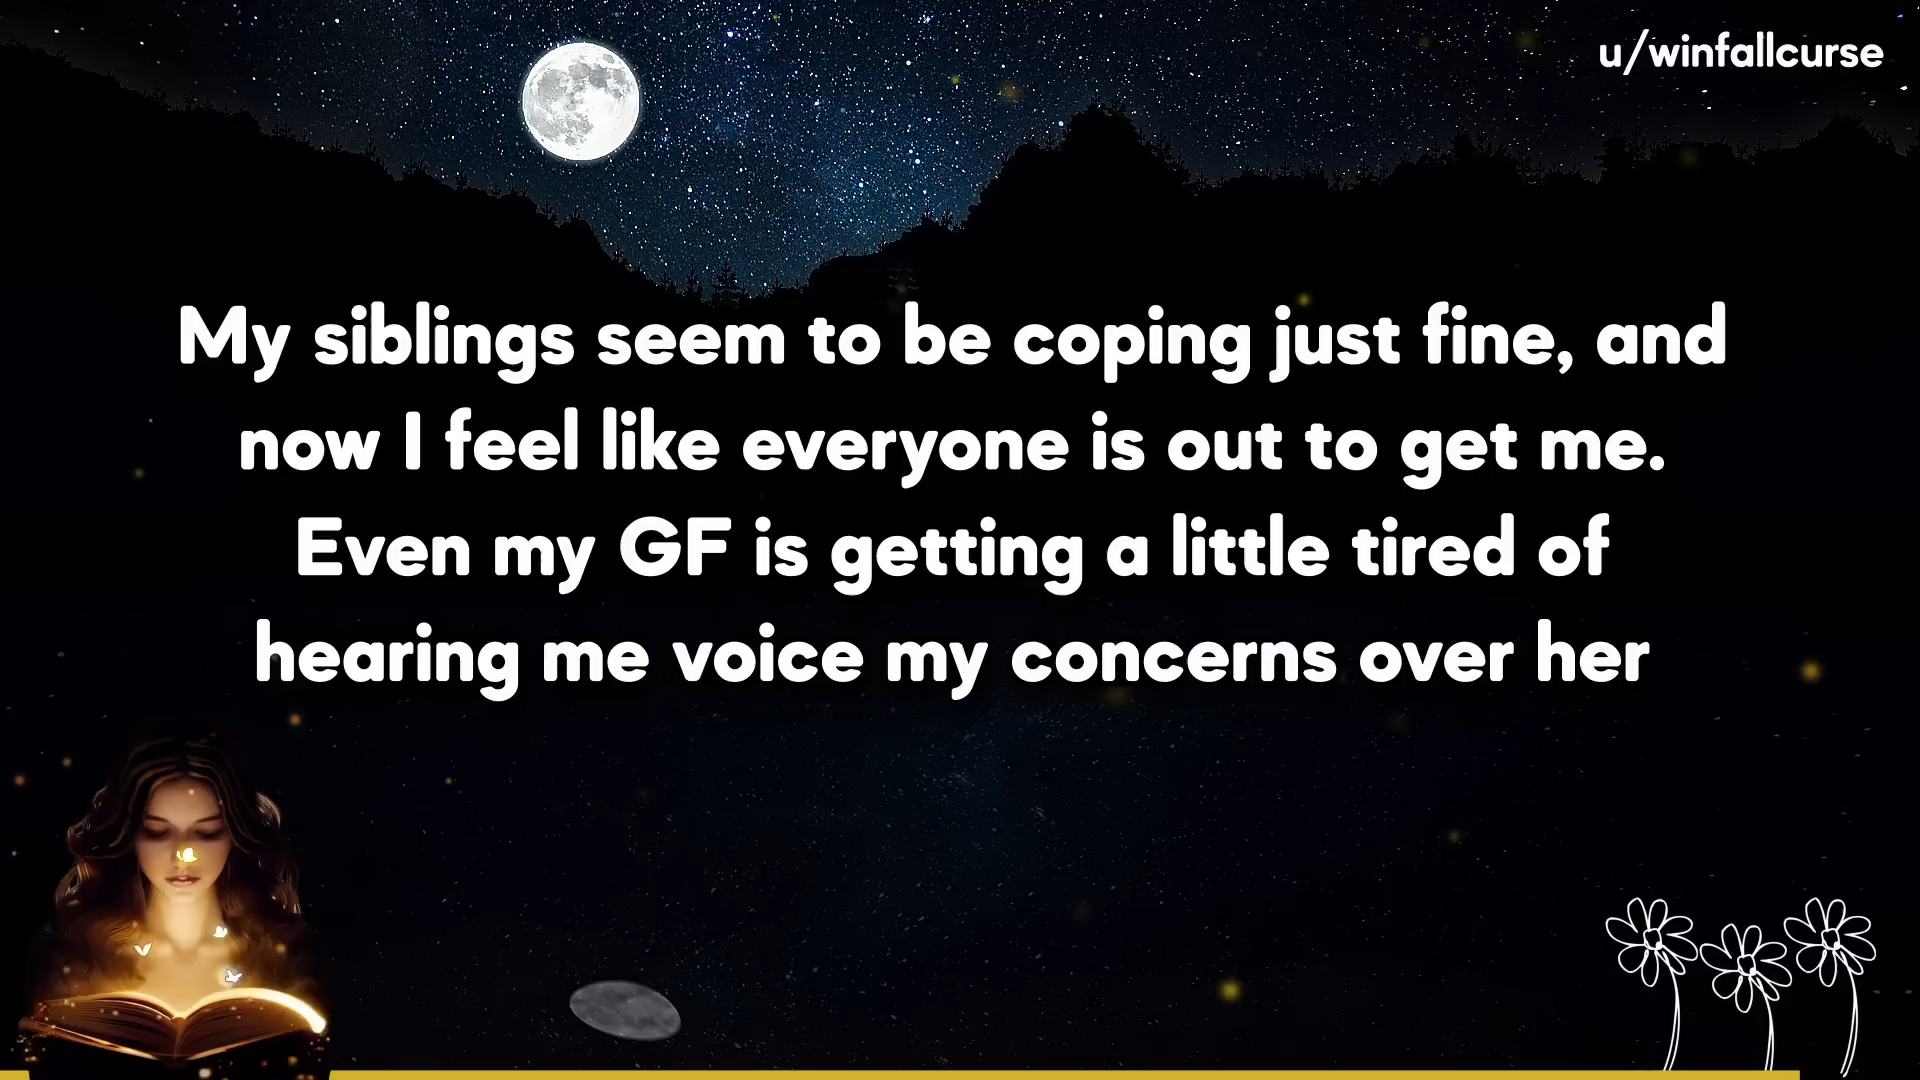 u/winfallcurse
My siblings seem to be coping just fine, and
now I feel like everyone is out to get me.
Even my GF is getting a little tired of
hearing me voice my concerns over her